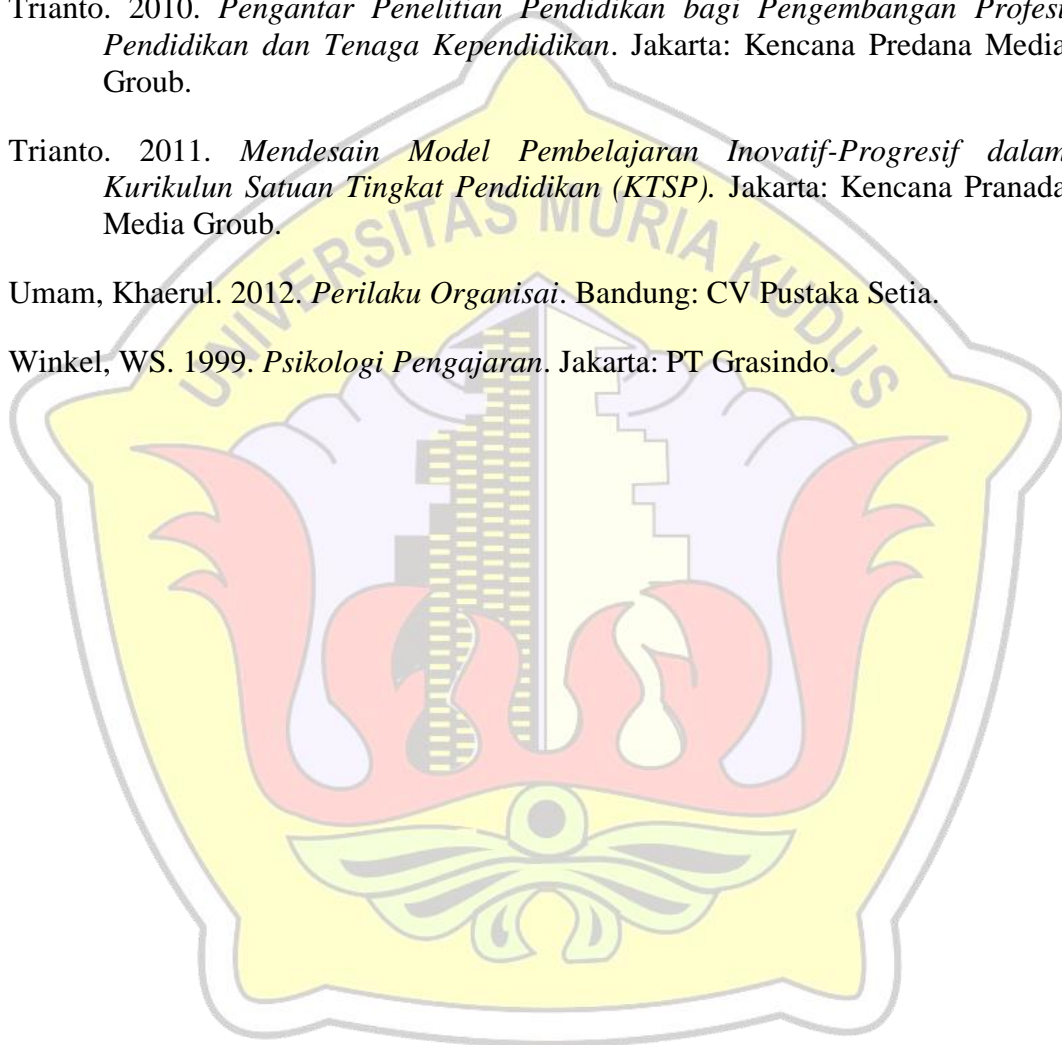 Trianto. 2010. Pengantar Penelitian Pendidikan bagi Pengembangan Profesi
Pendidikan dan Tenaga Kependidikan. Jakarta: Kencana Predana Media
Groub.
Trianto. 2011. Mendesain Model Pembelajaran Inovatif-Progresif dalam
Kurikulun Satuan Tingkat Pendidikan (KTSP). Jakarta: Kencana Pranada
Media Groub.
UNIVERSITAS MURIA KUDUS
Umam, Khaerul. 2012. Perilaku Organisai. Bandung: CV Pustaka Setia.
Winkel, WS. 1999. Psikologi Pengajaran. Jakarta: PT Grasindo.